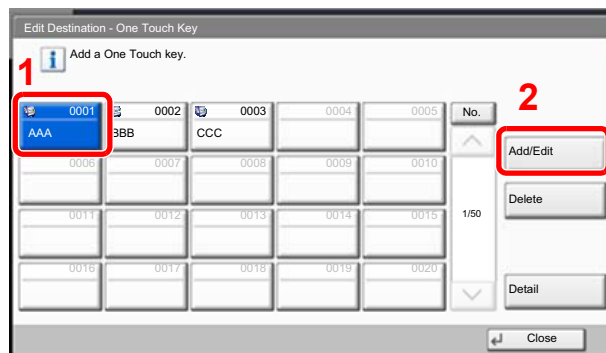 Edit Destination - One Touch Key
Add a One Touch key.
1
2
0001 0002 0003 0004 0005 No.
AAA BBB CCC
Add/Edit
0006 0007 0008 0009 0010
Delete
0011 0012 0013 0014 0015 1/50
0016 0017 0018 0019 0020
Detail
Close